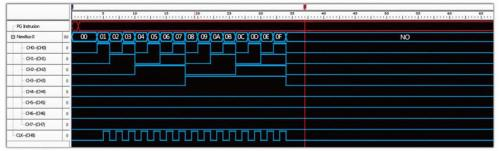 0 5 10 15 20 25 30 35 40 45 50 55 60 65
PG Instrusion
NewBus-0 00 01 02 03 04 05 06 07 08 09 0A 0B 0C 0D 0E 0F NO
CH0-(CH0) 0
CH1-(CH1) 0
CH2-(CH2) 0
CH3-(CH3) 0
CH4-(CH4) 0
CH5-(CH5) 0
CH6-(CH6) 0
CH7-(CH7) 0
CLK-(CH8) 0